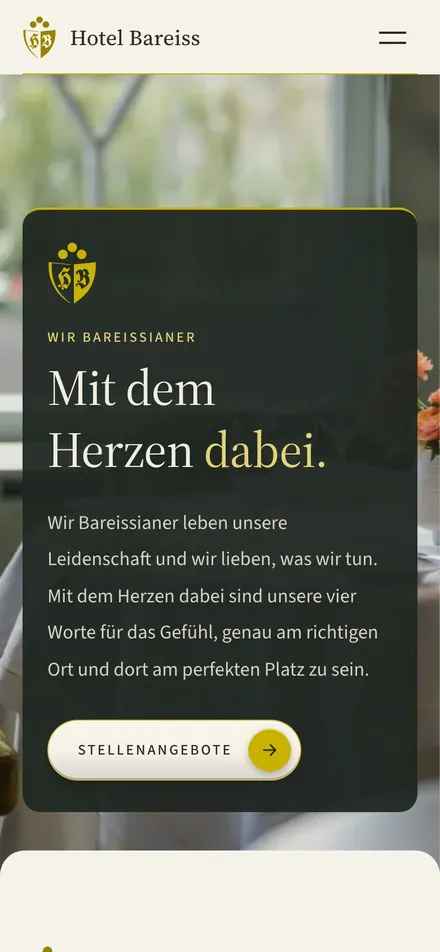 Hotel Bareiss
WIR BAREISSIANER
Mit dem
Herzen dabei.
Wir Bareissianer leben unsere
Leidenschaft und wir lieben, was wir tun.
Mit dem Herzen dabei sind unsere vier
Worte für das Gefühl, genau am richtigen
Ort und dort am perfekten Platz zu sein.
STELLENANGEBOTE